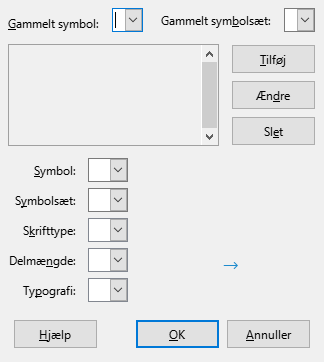 Gammelt symbol: Gammelt symbolsæt:
Tilføj
Ændre
Slet
Symbol:
Symbolsæt:
Skrifttype:
Delmængde:
→
Typografi:
Hjælp OK Annuller